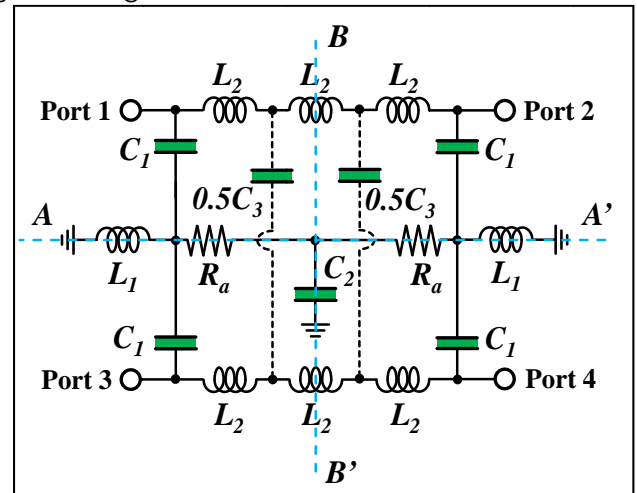 B
L2 L2 L2
Port 1 Port 2
C1 C1
0.5C3 0.5C3
A A'
L1 Ra C2 Ra L1
C1 C1
Port 3 Port 4
L2 L2 L2
B'